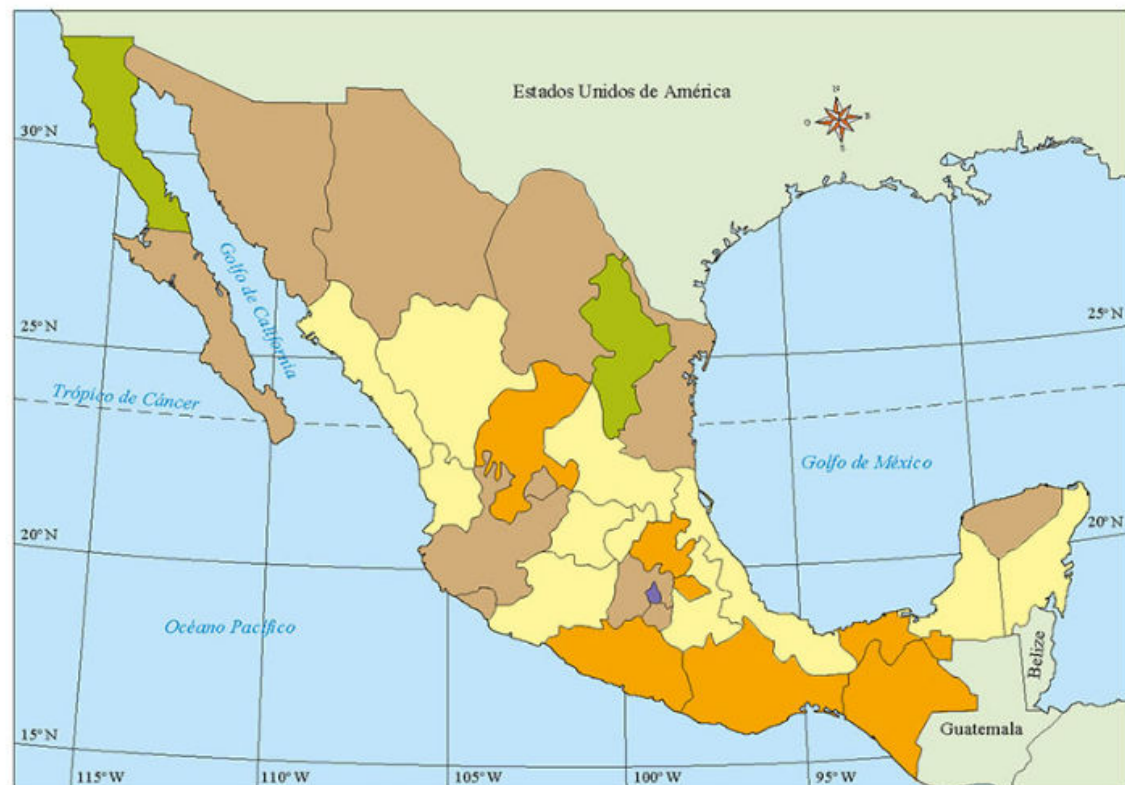 Estados Unidos de América
N
O
E
S
30°N
Golfo de California
25°N
25°N
Trópico de Cáncer
Golfo de México
20°N
20°N
Océano Pacífico
Belize
Guatemala
15°N
115°W
110°W
105°W
100°W
95°W